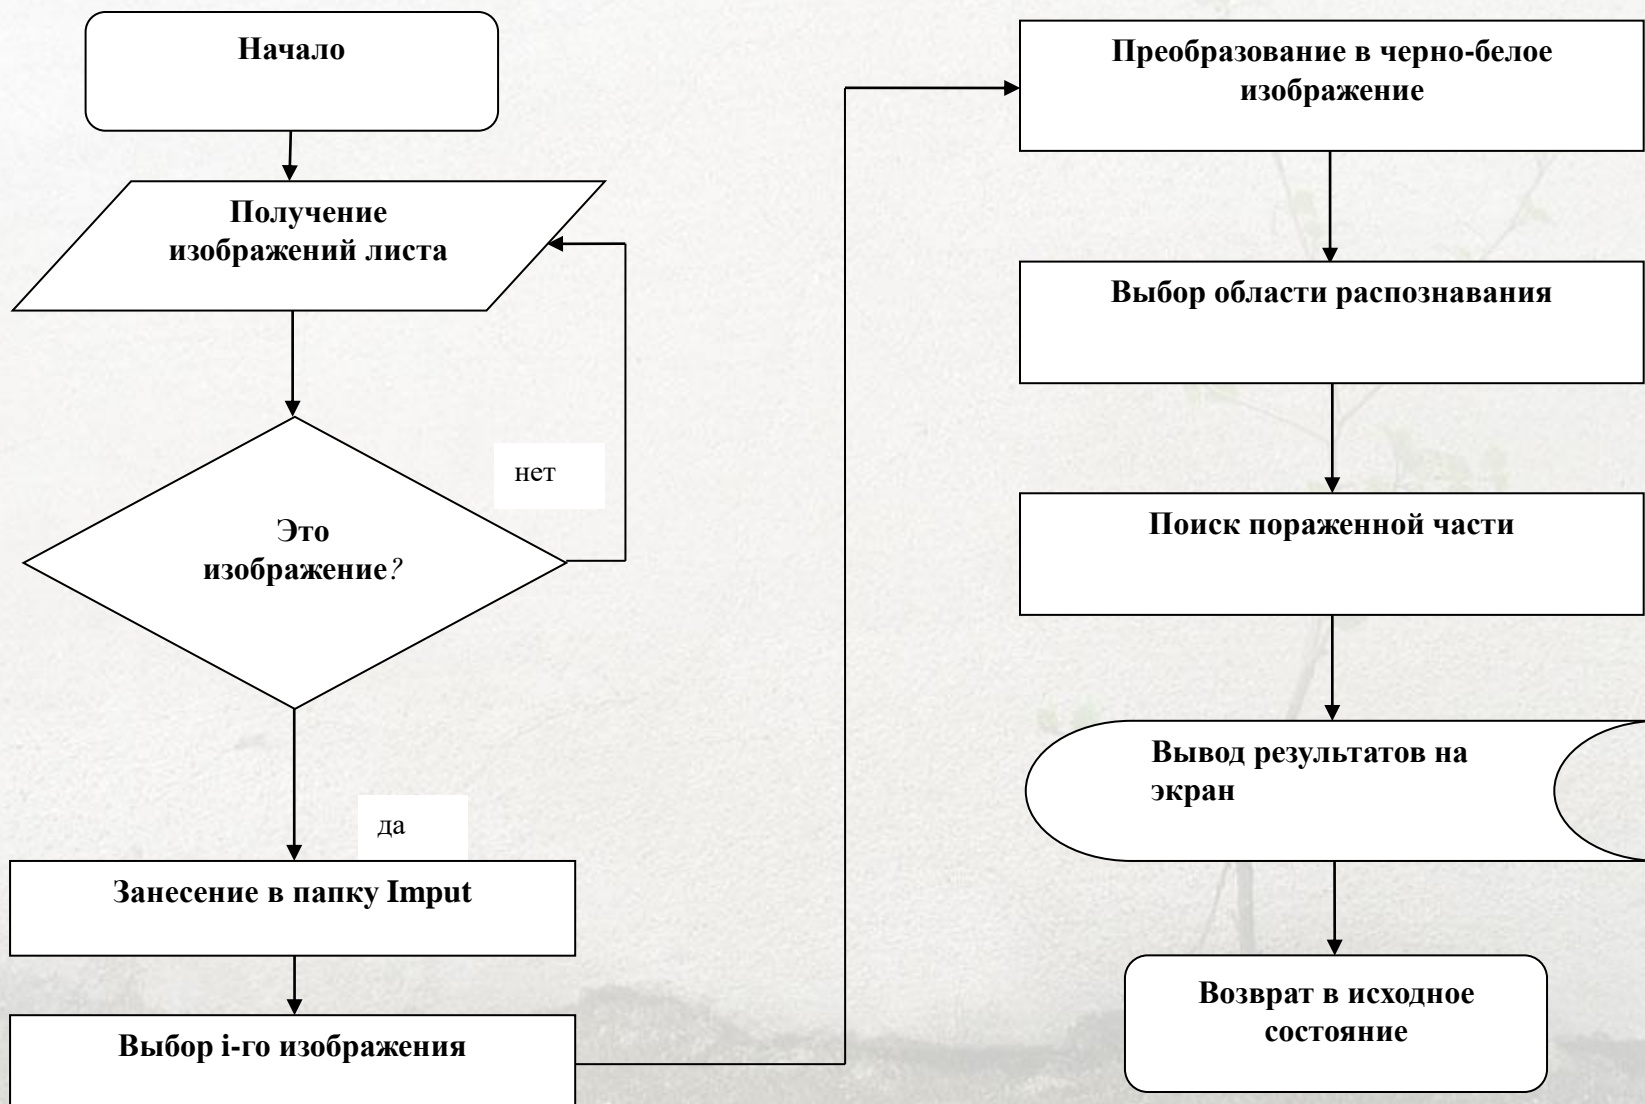 Начало
Получение
изображений листа
нет
Это
изображение?
да
Занесение в папку Imput
Выбор i-го изображения
Преобразование в черно-белое
изображение
Выбор области распознавания
Поиск пораженной части
Вывод результатов на
экран
Возврат в исходное
состояние